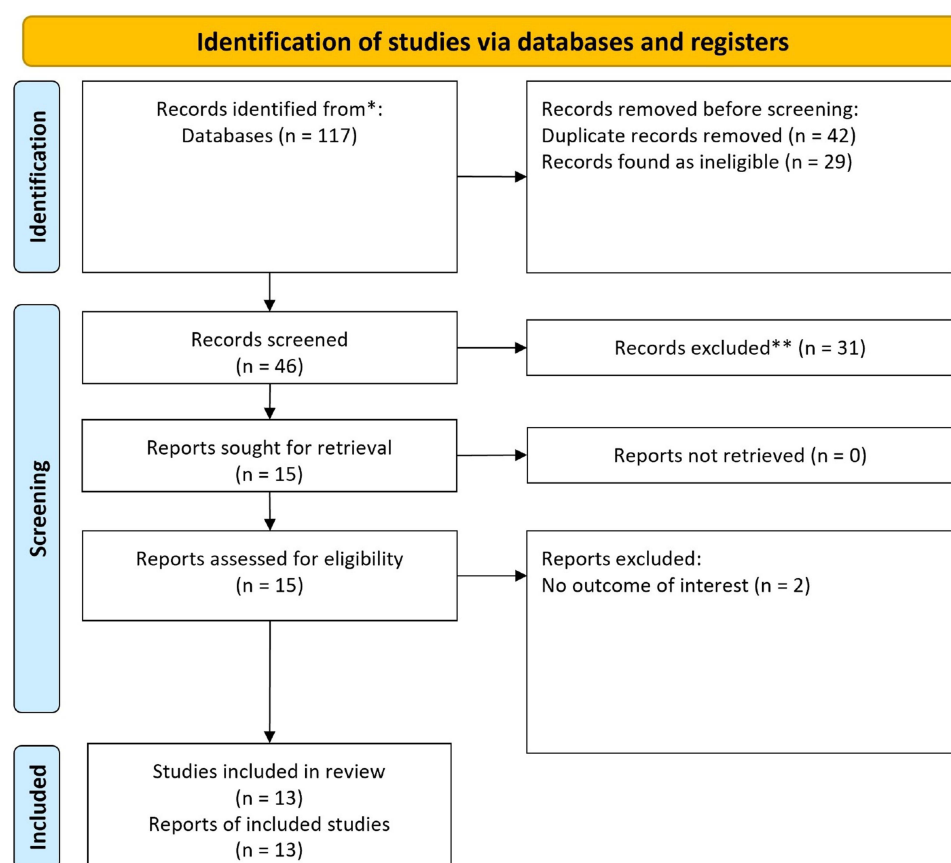 Identification of studies via databases and registers
Identification
Records identified from*:
Databases (n = 117)
Records removed before screening:
Duplicate records removed (n = 42)
Records found as ineligible (n = 29)
Screening
Records screened
(n = 46)
Records excluded** (n = 31)
Reports sought for retrieval
(n = 15)
Reports not retrieved (n = 0)
Reports assessed for eligibility
(n = 15)
Reports excluded:
No outcome of interest (n = 2)
Included
Studies included in review
(n = 13)
Reports of included studies
(n = 13)